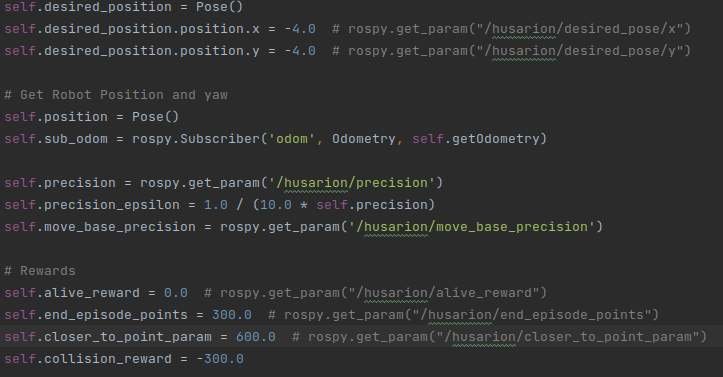 self.desired_position = Pose()
self.desired_position.position.x = -4.0  # rospy.get_param("/husarion/desired_pose/x")
self.desired_position.position.y = -4.0  # rospy.get_param("/husarion/desired_pose/y")
# Get Robot Position and yaw
self.position = Pose()
self.sub_odom = rospy.Subscriber('odom', Odometry, self.getOdometry)
self.precision = rospy.get_param('/husarion/precision')
self.precision_epsilon = 1.0 / (10.0 * self.precision)
self.move_base_precision = rospy.get_param('/husarion/move_base_precision')
# Rewards
self.alive_reward = 0.0  # rospy.get_param("/husarion/alive_reward")
self.end_episode_points = 300.0  # rospy.get_param("/husarion/end_episode_points")
self.closer_to_point_param = 600.0  # rospy.get_param("/husarion/closer_to_point_param")
self.collision_reward = -300.0